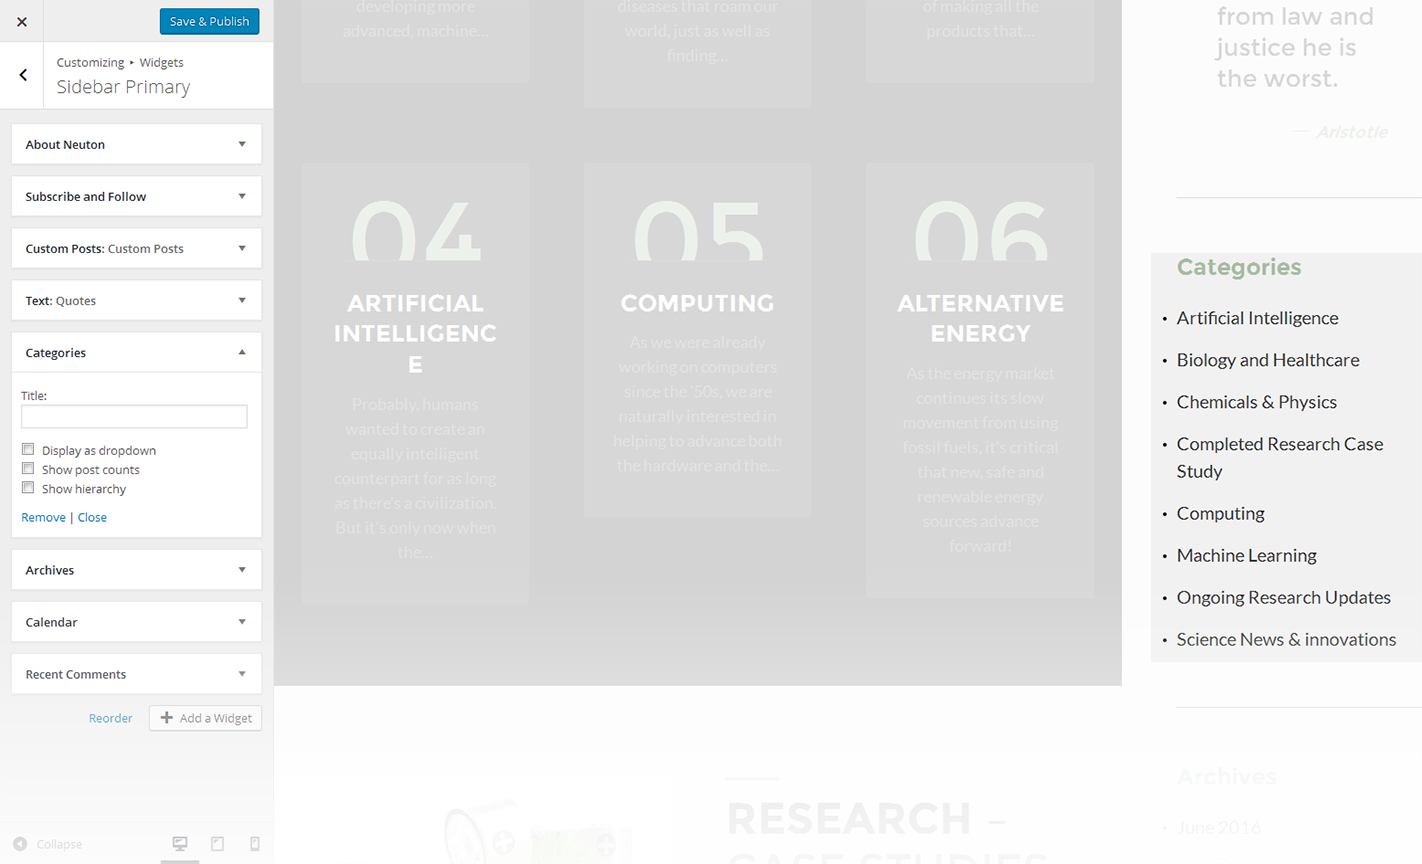 Save & Publish
Customizing ▸ Widgets
Sidebar Primary
About Neuton
Subscribe and Follow
Custom Posts: Custom Posts
Text: Quotes
Categories
Title:
Display as dropdown
Show post counts
Show hierarchy
Remove | Close
Archives
Calendar
Recent Comments
Reorder
Add a Widget
Collapse
developing more
advanced, machine...
diseases that roam our
world, just as well as
finding...
of making all the
products that...
04
ARTIFICIAL
INTELLIGENC
E
Probably, humans
wanted to create an
equally intelligent
counterpart for as long
as there's a civilization.
But it's only now when
the...
05
COMPUTING
As we were already
working on computers
since the '50s, we are
naturally interested in
helping to advance both
the hardware and the...
06
ALTERNATIVE
ENERGY
As the energy market
continues its slow
movement from using
fossil fuels, it's critical
that new, safe and
renewable energy
sources advance
forward!
RESEARCH –
CASE STUDIES
from law and
justice he is
the worst.
— Aristotle
Categories
• Artificial Intelligence
• Biology and Healthcare
• Chemicals & Physics
• Completed Research Case
Study
• Computing
• Machine Learning
• Ongoing Research Updates
• Science News & innovations
Archives
• June 2016